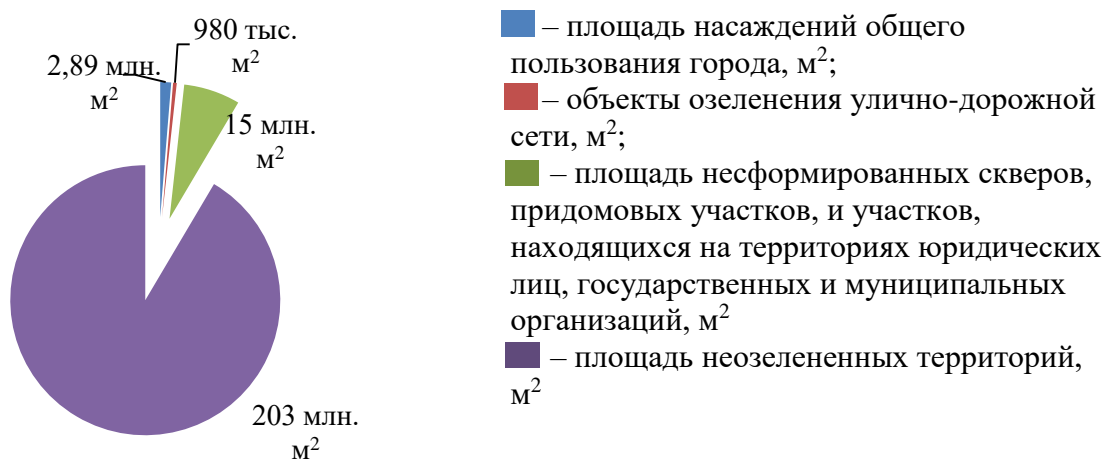 980 тыс.
м²
2,89 млн.
м²
15 млн.
м²
203 млн.
м²
– площадь насаждений общего
пользования города, м²;
– объекты озеленения улично-дорожной
сети, м²;
– площадь несформированных скверов,
придомовых участков, и участков,
находящихся на территориях юридических
лиц, государственных и муниципальных
организаций, м²
– площадь неозелененных территорий,
м²